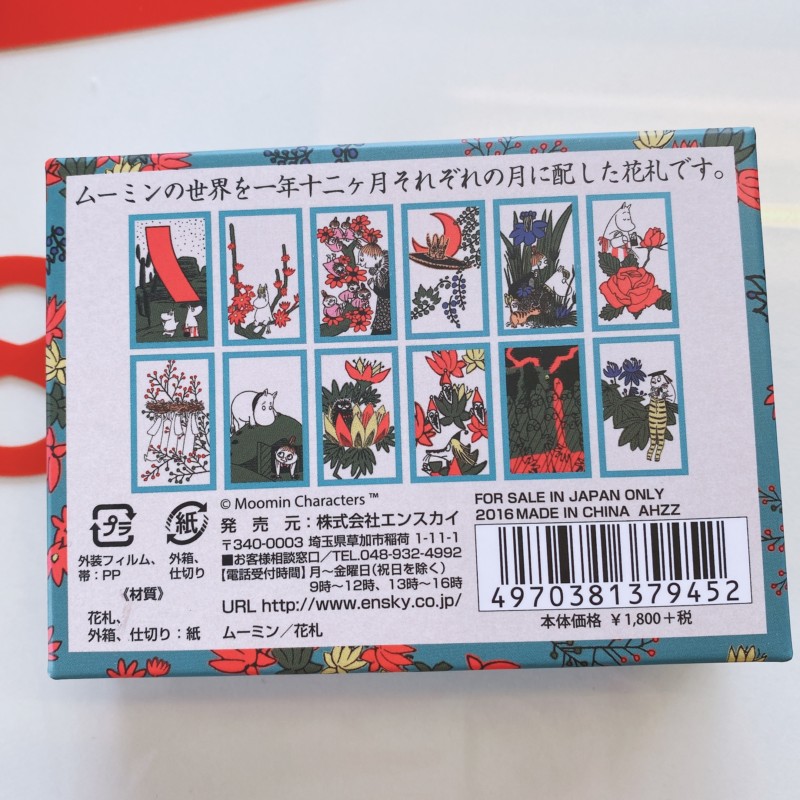 ムーミンの世界を一年十二ヶ月それぞれの月に配した花札です。
プラ
外装フィルム、
帯：PP
紙
外箱、
仕切り
《材質》
花札、
外箱、仕切り：紙
© Moomin Characters ™
発 売 元：株式会社エンスカイ
〒340-0003 埼玉県草加市稲荷 1-11-1
■お客様相談窓口／TEL.048-932-4992
【電話受付時間】月～金曜日(祝日を除く)
9時～12時、13時～16時
URL http://www.ensky.co.jp/
ムーミン／花札
FOR SALE IN JAPAN ONLY
2016 MADE IN CHINA AHZZ
4970381379452
本体価格 ￥1,800＋税